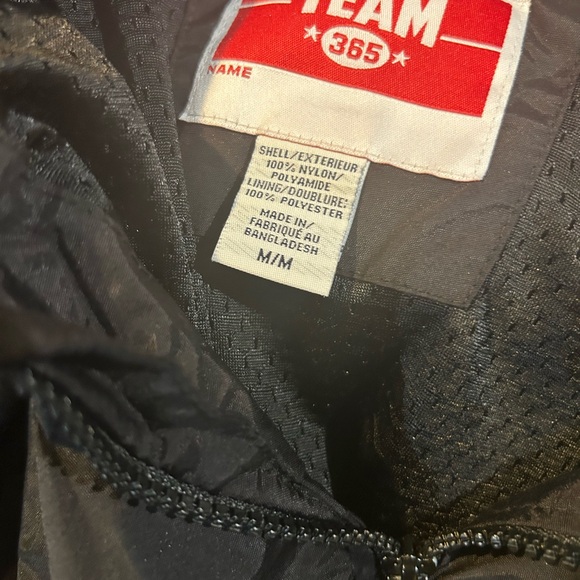 TEAM
365
NAME
SHELL/EXTERIEUR
100% NYLON/
POLYAMIDE
LINING/DOUBLURE:
100% POLYESTER
MADE IN/
FABRIQUÉ AU
BANGLADESH
M/M